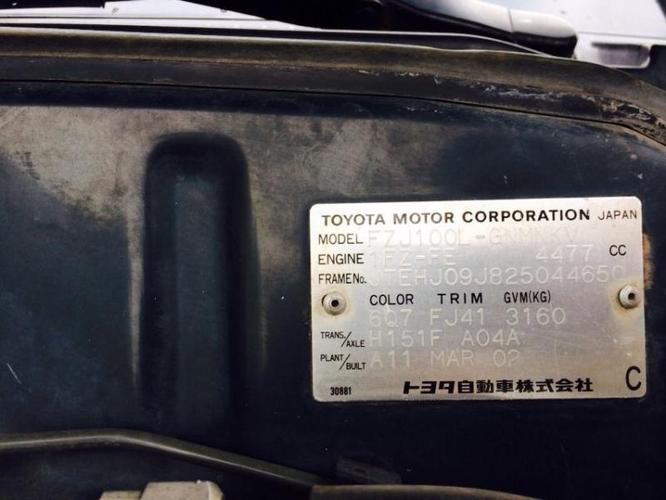 TOYOTA MOTOR CORPORATION JAPAN
MODEL FZJ100L-GNMNKV
ENGINE 1FZ-FE 4477 CC
FRAME No. JTEHJ09J825044650
COLOR TRIM GVM(KG)
6Q7 FJ41 3160
TRANS./AXLE H151F A04A
PLANT/BUILT A11 MAR 02
30881 トヨタ自動車株式会社 C